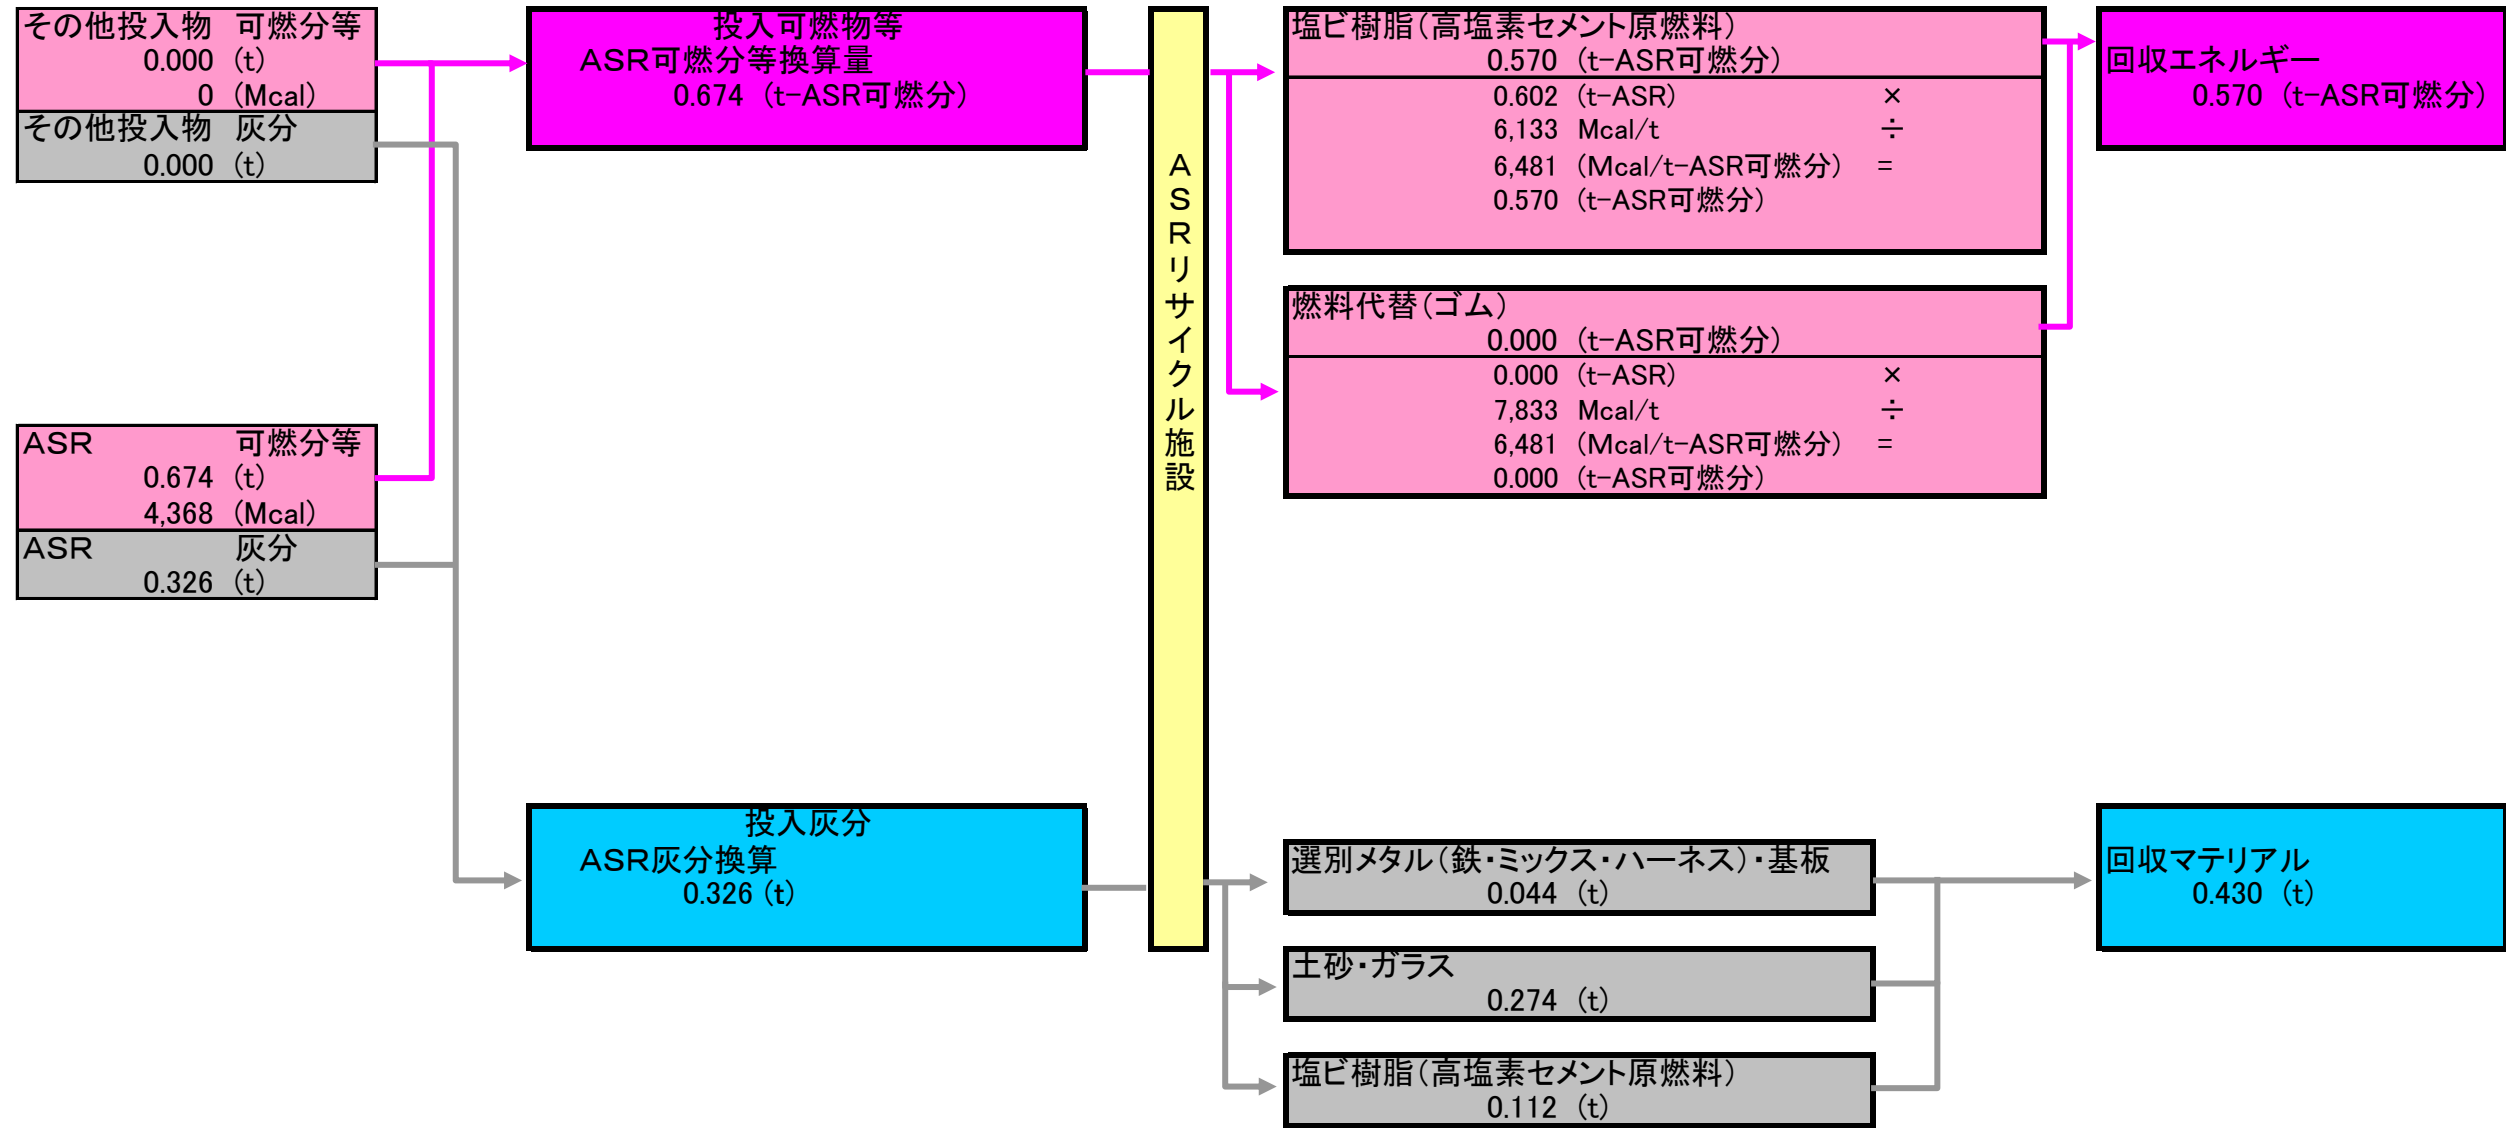 その他投入物 可燃分等
0.000 (t)
0 (Mcal)
その他投入物 灰分
0.000 (t)
ASR 可燃分等
0.674 (t)
4,368 (Mcal)
ASR 灰分
0.326 (t)
投入可燃物等
ASR可燃分等換算量
0.674 (t-ASR可燃分)
投入灰分
ASR灰分換算
0.326 (t)
ASRリサイクル施設
塩ビ樹脂(高塩素セメント原燃料)
0.570 (t-ASR可燃分)
0.602 (t-ASR) ×
6,133 Mcal/t ÷
6,481 (Mcal/t-ASR可燃分) =
0.570 (t-ASR可燃分)
燃料代替(ゴム)
0.000 (t-ASR可燃分)
0.000 (t-ASR) ×
7,833 Mcal/t ÷
6,481 (Mcal/t-ASR可燃分) =
0.000 (t-ASR可燃分)
選別メタル(鉄・ミックス・ハーネス)・基板
0.044 (t)
土砂・ガラス
0.274 (t)
塩ビ樹脂(高塩素セメント原燃料)
0.112 (t)
回収エネルギー
0.570 (t-ASR可燃分)
回収マテリアル
0.430 (t)